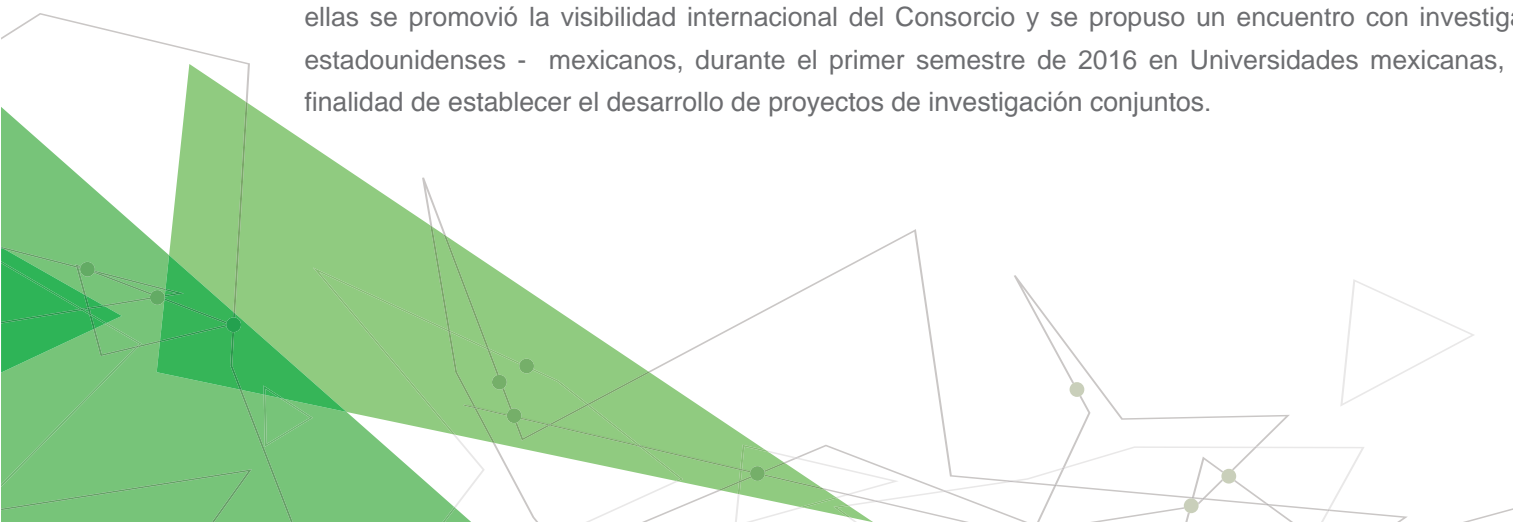 ellas se promovió la visibilidad internacional del Consorcio y se propuso un encuentro con
estadounidenses - mexicanos, durante el primer semestre de 2016 en Universidades mexicanas,
finalidad de establecer el desarrollo de proyectos de investigación conjuntos.